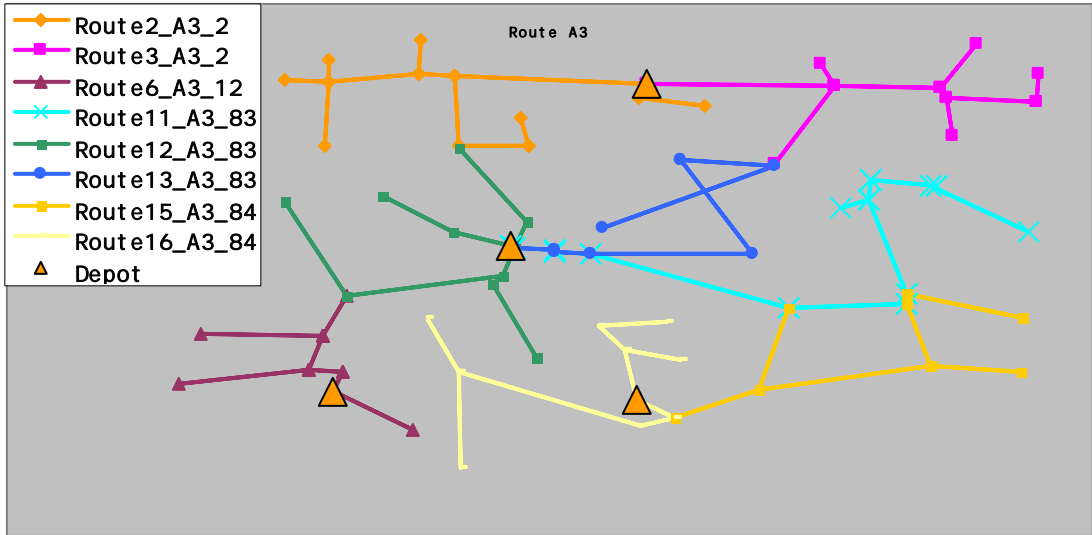 Route A3
Route2_A3_2
Route3_A3_2
Route6_A3_12
Route11_A3_83
Route12_A3_83
Route13_A3_83
Route15_A3_84
Route16_A3_84
Depot